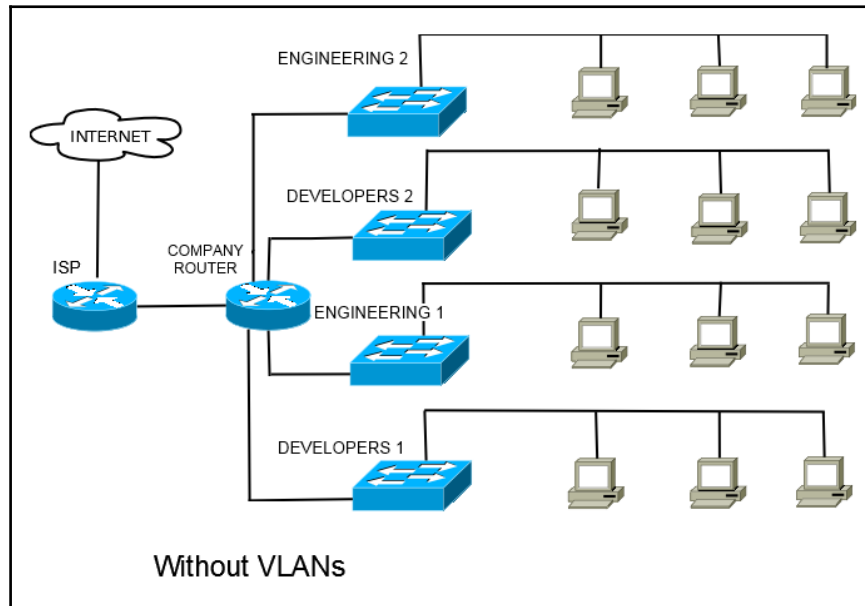 ENGINEERING 2
INTERNET
DEVELOPERS 2
COMPANY
ROUTER
ISP
ENGINEERING 1
DEVELOPERS 1
Without VLANs